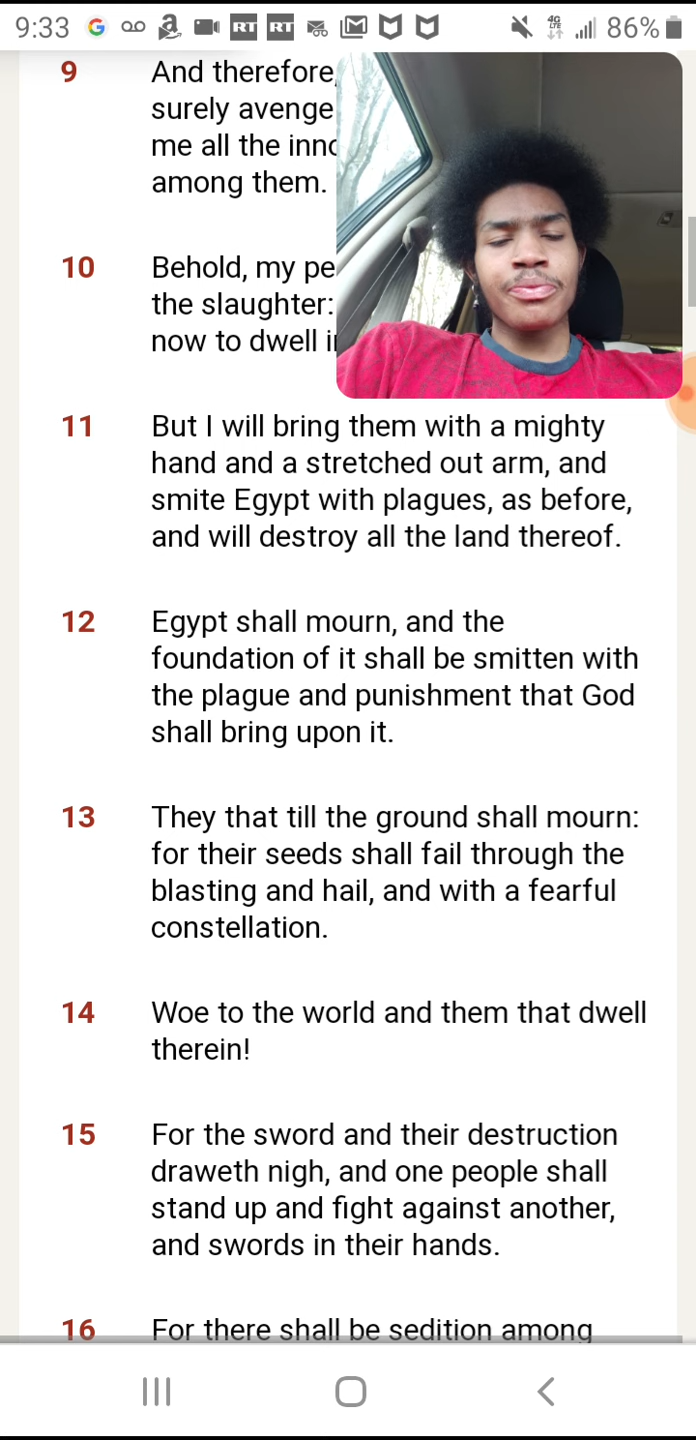 9:33 G RT RT M 4G LTE 86%
9 And therefore,
surely avenge
me all the
among them.
10 Behold, my
the slaughter:
now to dwell
11 But I will bring them with a mighty
hand and a stretched out arm, and
smite Egypt with plagues, as before,
and will destroy all the land thereof.
12 Egypt shall mourn, and the
foundation of it shall be smitten with
the plague and punishment that God
shall bring upon it.
13 They that till the ground shall mourn:
for their seeds shall fail through the
blasting and hail, and with a fearful
constellation.
14 Woe to the world and them that dwell
therein!
15 For the sword and their destruction
draweth nigh, and one people shall
stand up and fight against another,
and swords in their hands.
16 For there shall be sedition among